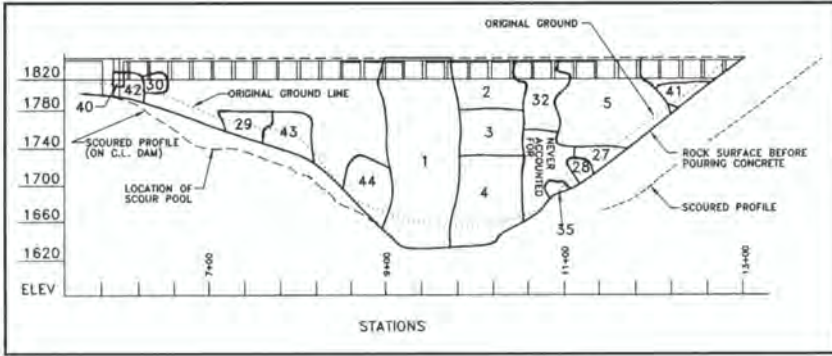 ORIGINAL GROUND
1820
1780
1740
1700
1660
1620
ELEV
40
42
30
ORIGINAL GROUND LINE
29
43
SCOURED PROFILE
(ON C.L. DAM)
LOCATION OF
SCOUR POOL
44
1
2
3
4
32
NEVER
ACCOUNTED
FOR
5
41
27
28
35
ROCK SURFACE BEFORE
POURING CONCRETE
SCOURED PROFILE
7+00
9+00
11+00
13+00
STATIONS